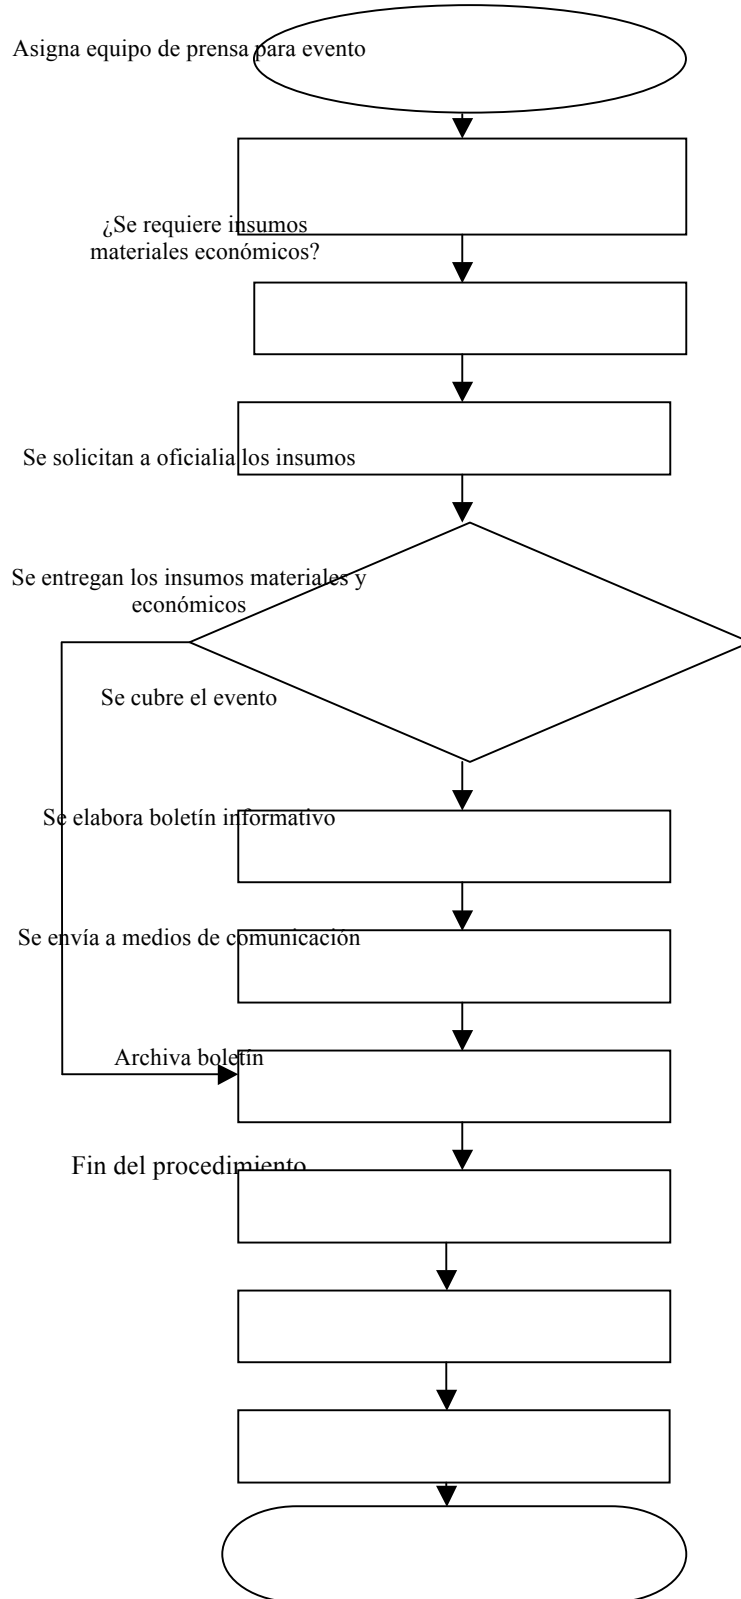 Asigna equipo de prensa para evento
¿Se requiere insumos
materiales económicos?
Se solicitan a oficialia los insumos
Se entregan los insumos materiales y
económicos
Se cubre el evento
Se elabora boletín informativo
Se envía a medios de comunicación
Archiva boletín
Fin del procedimiento